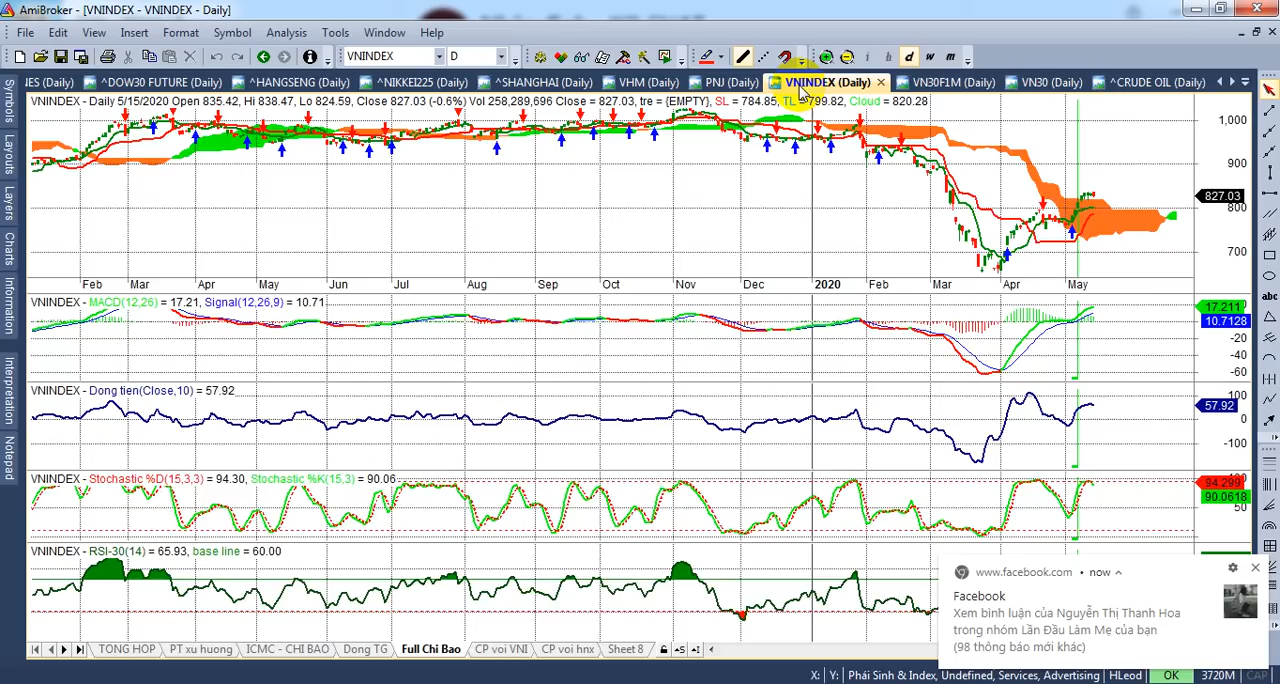 AmiBroker - [VNINDEX - VNINDEX - Daily]
File Edit View Insert Format Symbol Analysis Tools Window Help
VNINDEX D i i h d w m
IES (Daily) ^DOW30 FUTURE (Daily) ^HANGSENG (Daily) ^NIKKEI225 (Daily) ^SHANGHAI (Daily) VHM (Daily) PNJ (Daily) VNINDEX (Daily) VN30F1M (Daily) VN30 (Daily) ^CRUDE OIL (Daily)
Symbols
Layouts
Layers
Charts
Information
Interpretation
Notepad
abc
VNINDEX - Daily 5/15/2020 Open 835.42, Hi 838.47, Lo 824.59, Close 827.03 (-0.6%) Vol 258,289,696 Close = 827.03, tre = {EMPTY}, SL = 784.85, TL = 799.82, Cloud = 820.28
1,000
900
827.03
800
700
Feb Mar Apr May Jun Jul Aug Sep Oct Nov Dec 2020 Feb Mar Apr May
VNINDEX - MACD(12,26) = 17.21, Signal(12,26,9) = 10.71
17.211
10.7128
-20
-40
-60
VNINDEX - Dong tien(Close,10) = 57.92
100
57.92
0
-100
VNINDEX - Stochastic %D(15,3,3) = 94.30, Stochastic %K(15,3) = 90.06
94.299
90.0618
50
VNINDEX - RSI-30(14) = 65.93, base line = 60.00
www.facebook.com • now
Facebook
Xem bình luận của Nguyễn Thị Thanh Hoa
trong nhóm Lần Đầu Làm Mẹ của bạn
(98 thông báo mới khác)
TONG HOP PT xu huong ICMC - CHI BAO Dong TG Full Chi Bao CP voi VNI CP voi hnx Sheet 8
X: Y: Phái Sinh & Index, Undefined, Services, Advertising HLeod OK 3720M CAP